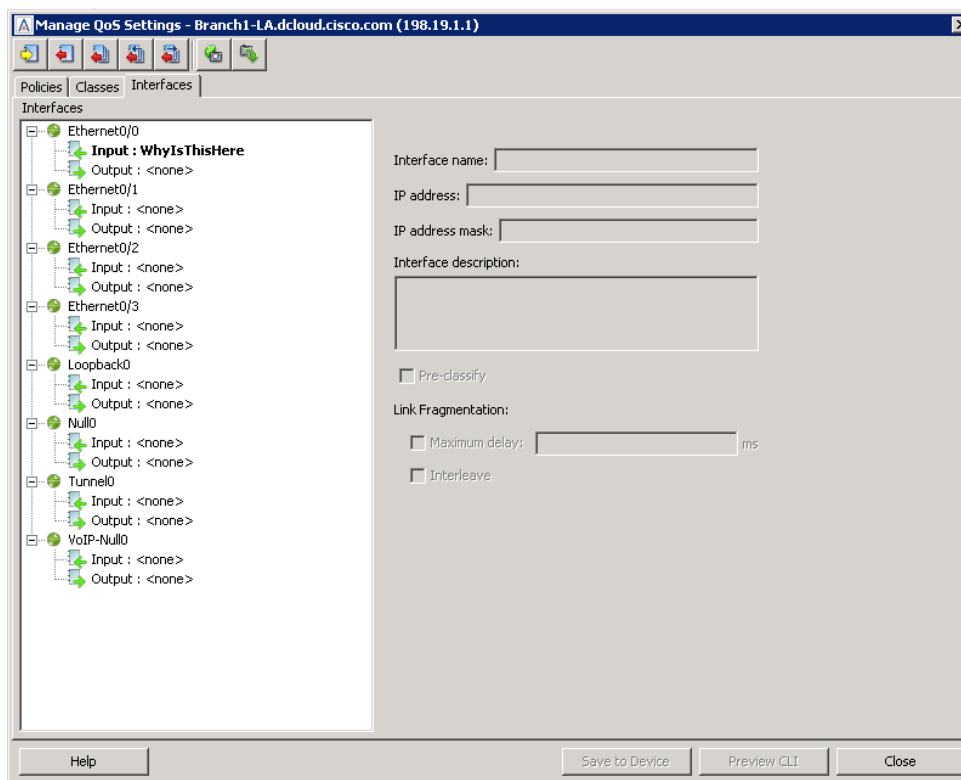 Manage QoS Settings - Branch1-LA.dcloud.cisco.com (198.19.1.1)
Policies Classes Interfaces
Interfaces
Ethernet0/0
Input : WhyIsThisHere
Output : <none>
Ethernet0/1
Input : <none>
Output : <none>
Ethernet0/2
Input : <none>
Output : <none>
Ethernet0/3
Input : <none>
Output : <none>
Loopback0
Input : <none>
Output : <none>
Null0
Input : <none>
Output : <none>
Tunnel0
Input : <none>
Output : <none>
VoIP-Null0
Input : <none>
Output : <none>
Interface name:
IP address:
IP address mask:
Interface description:
Pre-classify
Link Fragmentation:
Maximum delay: ms
Interleave
Help Save to Device Preview CLI Close